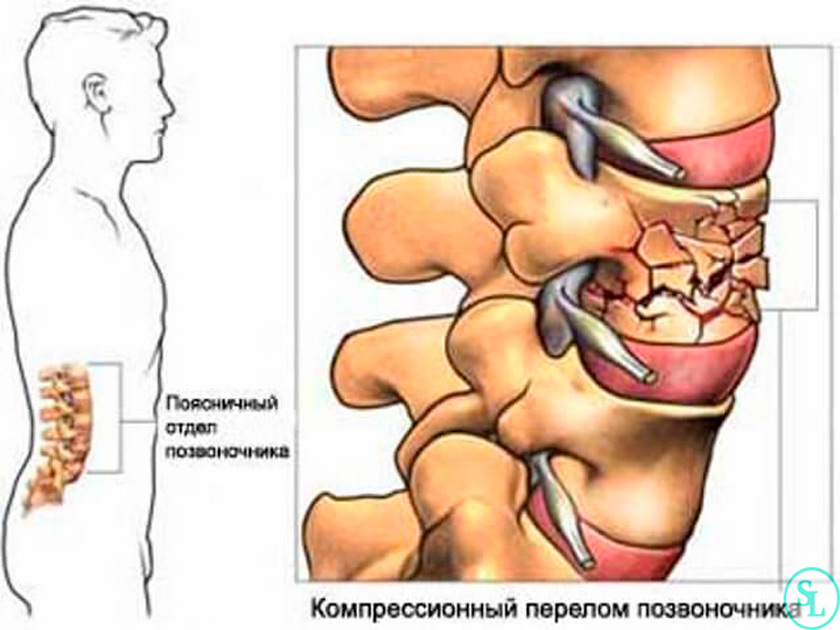 Поясничный
отдел
позвоночника
Компрессионный перелом позвоночника
SL